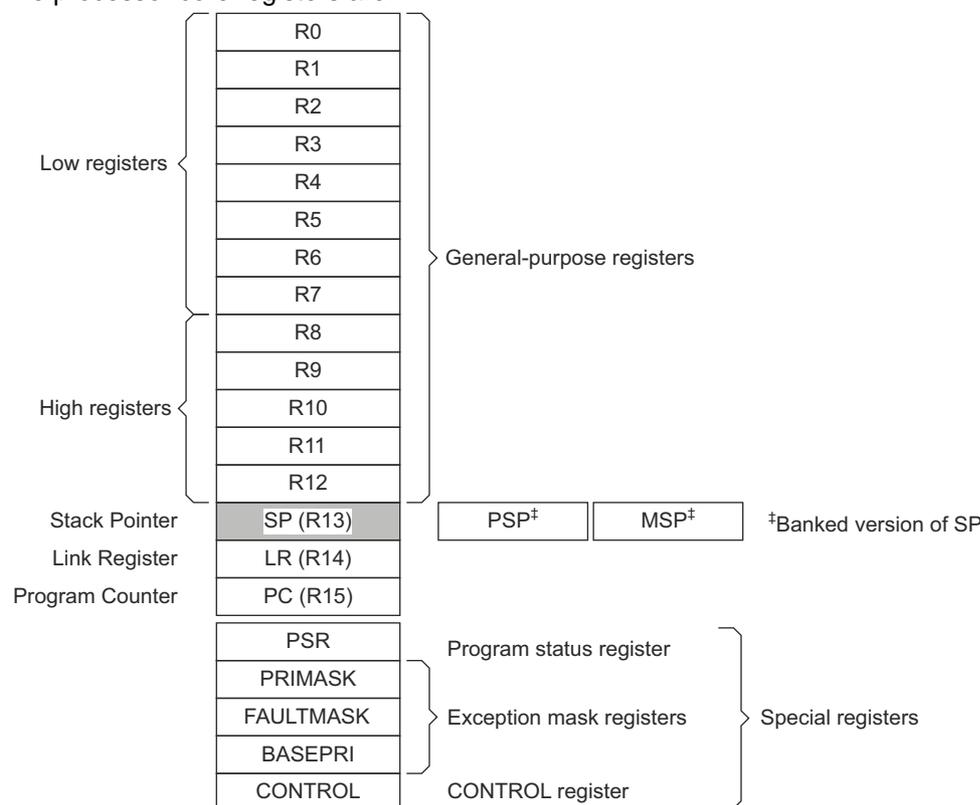 R0
R1
R2
R3
Low registers
R4
R5
R6
General-purpose registers
R7
R8
R9
High registers
R10
R11
R12
Stack Pointer SP (R13) PSP‡ MSP‡ ‡Banked version of SP
Link Register LR (R14)
Program Counter PC (R15)
PSR Program status register
PRIMASK
FAULTMASK Exception mask registers Special registers
BASEPRI
CONTROL CONTROL register